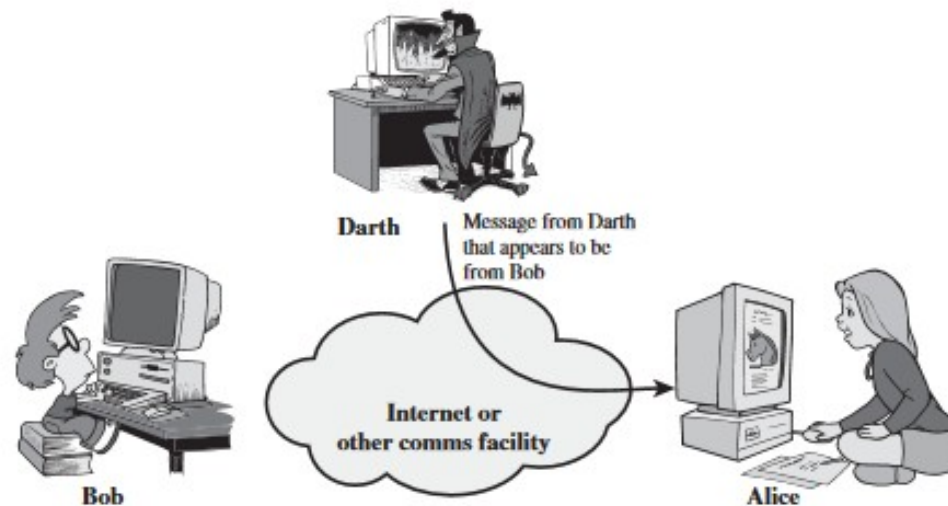 Darth
Message from Darth
that appears to be
from Bob
Internet or
other comms facility
Bob
Alice